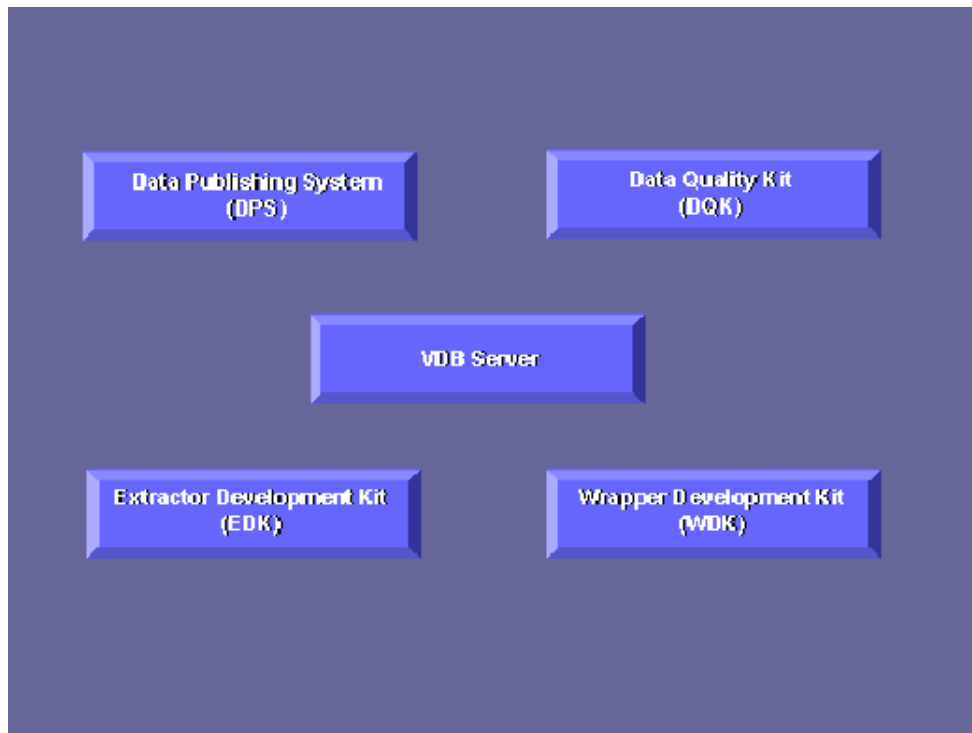 Data Publishing System
(DPS)
Data Quality Kit
(DQK)
VDB Server
Extractor Development Kit
(EDK)
Wrapper Development Kit
(WDK)